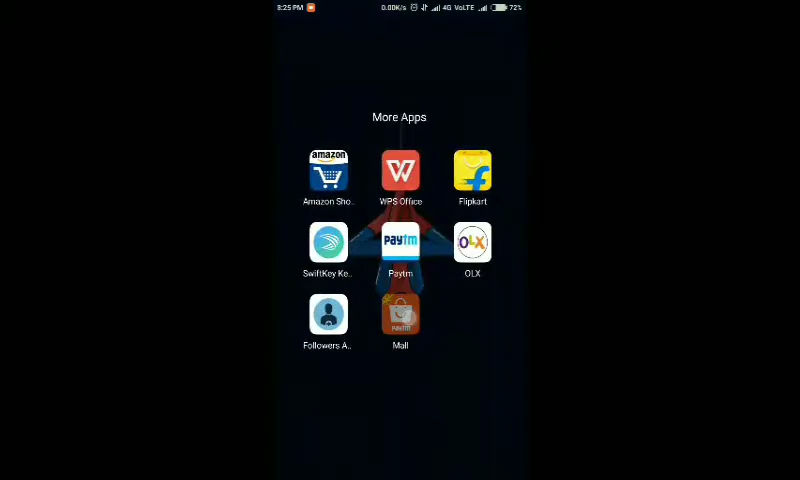 8:25 PM 0.00K/s 4G VoLTE 72%
More Apps
amazon
Amazon Sho.. WPS Office Flipkart
paytm OLX
SwiftKey Ke.. Paytm OLX
PAYTM
Followers A.. Mall